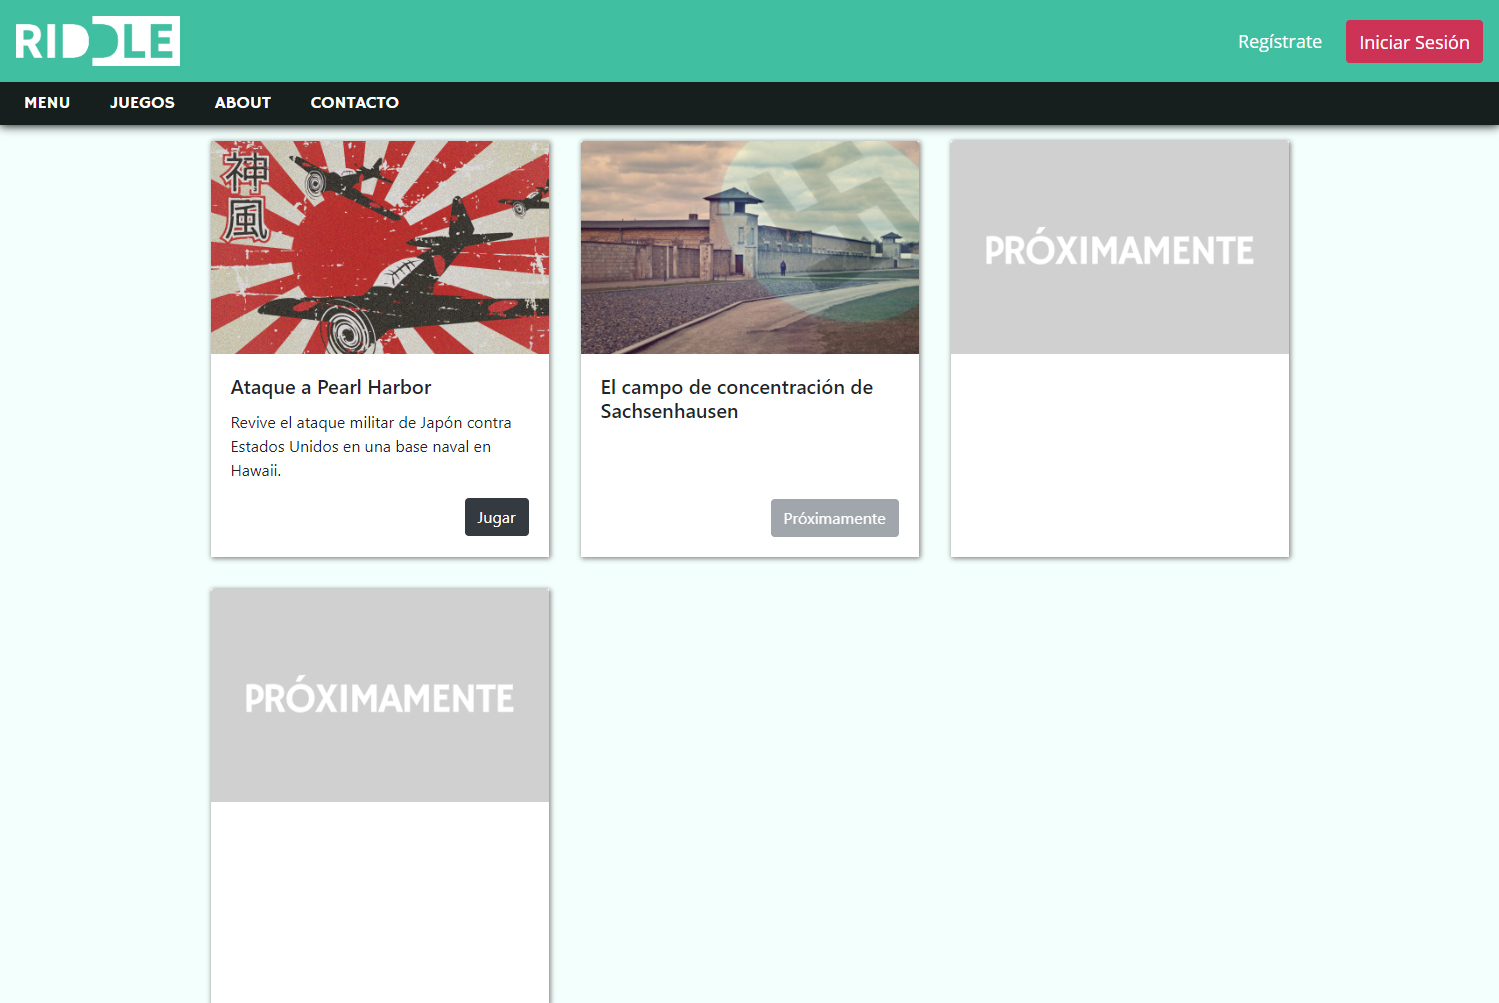 RIDDLE
Regístrate
Iniciar Sesión
MENU
JUEGOS
ABOUT
CONTACTO
神
風
Ataque a Pearl Harbor
Revive el ataque militar de Japón contra
Estados Unidos en una base naval en
Hawaii.
Jugar
El campo de concentración de
Sachsenhausen
Próximamente
PRÓXIMAMENTE
PRÓXIMAMENTE